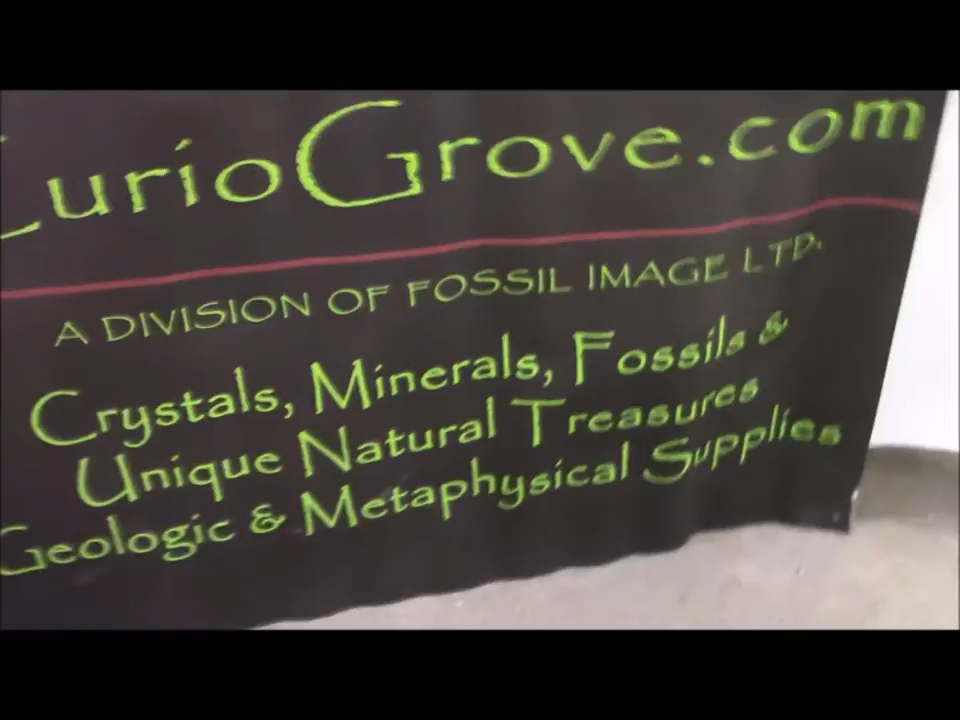 CurioGrove.com
A DIVISION OF FOSSIL IMAGE LTD.
Crystals, Minerals, Fossils &
Unique Natural Treasures
Geologic & Metaphysical Supplies